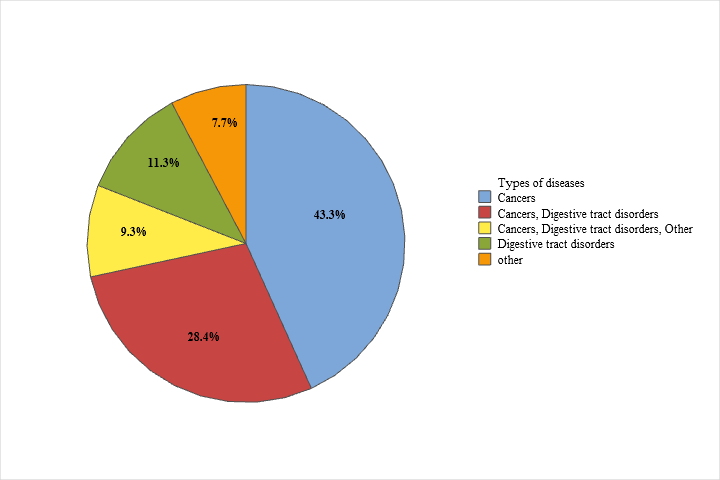 7.7%
11.3%
43.3%
9.3%
28.4%
Types of diseases
Cancers
Cancers, Digestive tract disorders
Cancers, Digestive tract disorders, Other
Digestive tract disorders
other